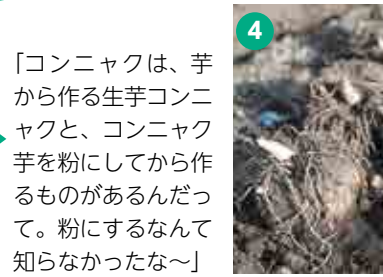 「コンニャクは、芋
から作る生芋コンニ
ャクと、コンニャク
芋を粉にしてから作
るものがあるんだっ
て。粉にするなんて
知らなかったな〜」
4